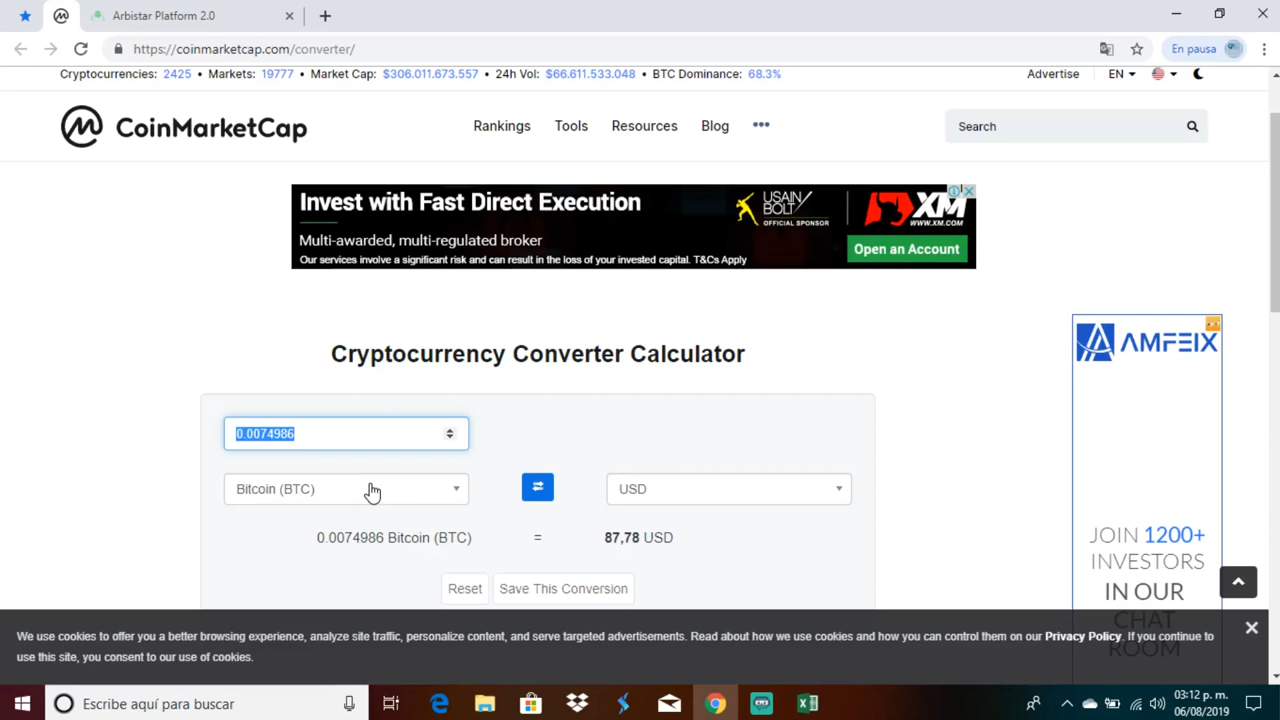 Arbistar Platform 2.0
https://coinmarketcap.com/converter/
En pausa
Cryptocurrencies: 2425 • Markets: 19777 • Market Cap: $306.011.673.557 • 24h Vol: $66.611.533.048 • BTC Dominance: 68.3%
Advertise EN
CoinMarketCap
Rankings Tools Resources Blog •••
Search
Invest with Fast Direct Execution
Multi-awarded, multi-regulated broker
Our services involve a significant risk and can result in the loss of your invested capital. T&Cs Apply
USAIN
BOLT
OFFICIAL SPONSOR
XM
WWW.XM.COM
Open an Account
Cryptocurrency Converter Calculator
AMFEIX
0.0074986
Bitcoin (BTC) USD
0.0074986 Bitcoin (BTC) = 87,78 USD
Reset Save This Conversion
JOIN 1200+
INVESTORS
IN OUR
CHAT
ROOM
We use cookies to offer you a better browsing experience, analyze site traffic, personalize content, and serve targeted advertisements. Read about how we use cookies and how you can control them on our Privacy Policy. If you continue to
use this site, you consent to our use of cookies.
Escribe aquí para buscar
03:12 p. m.
06/08/2019